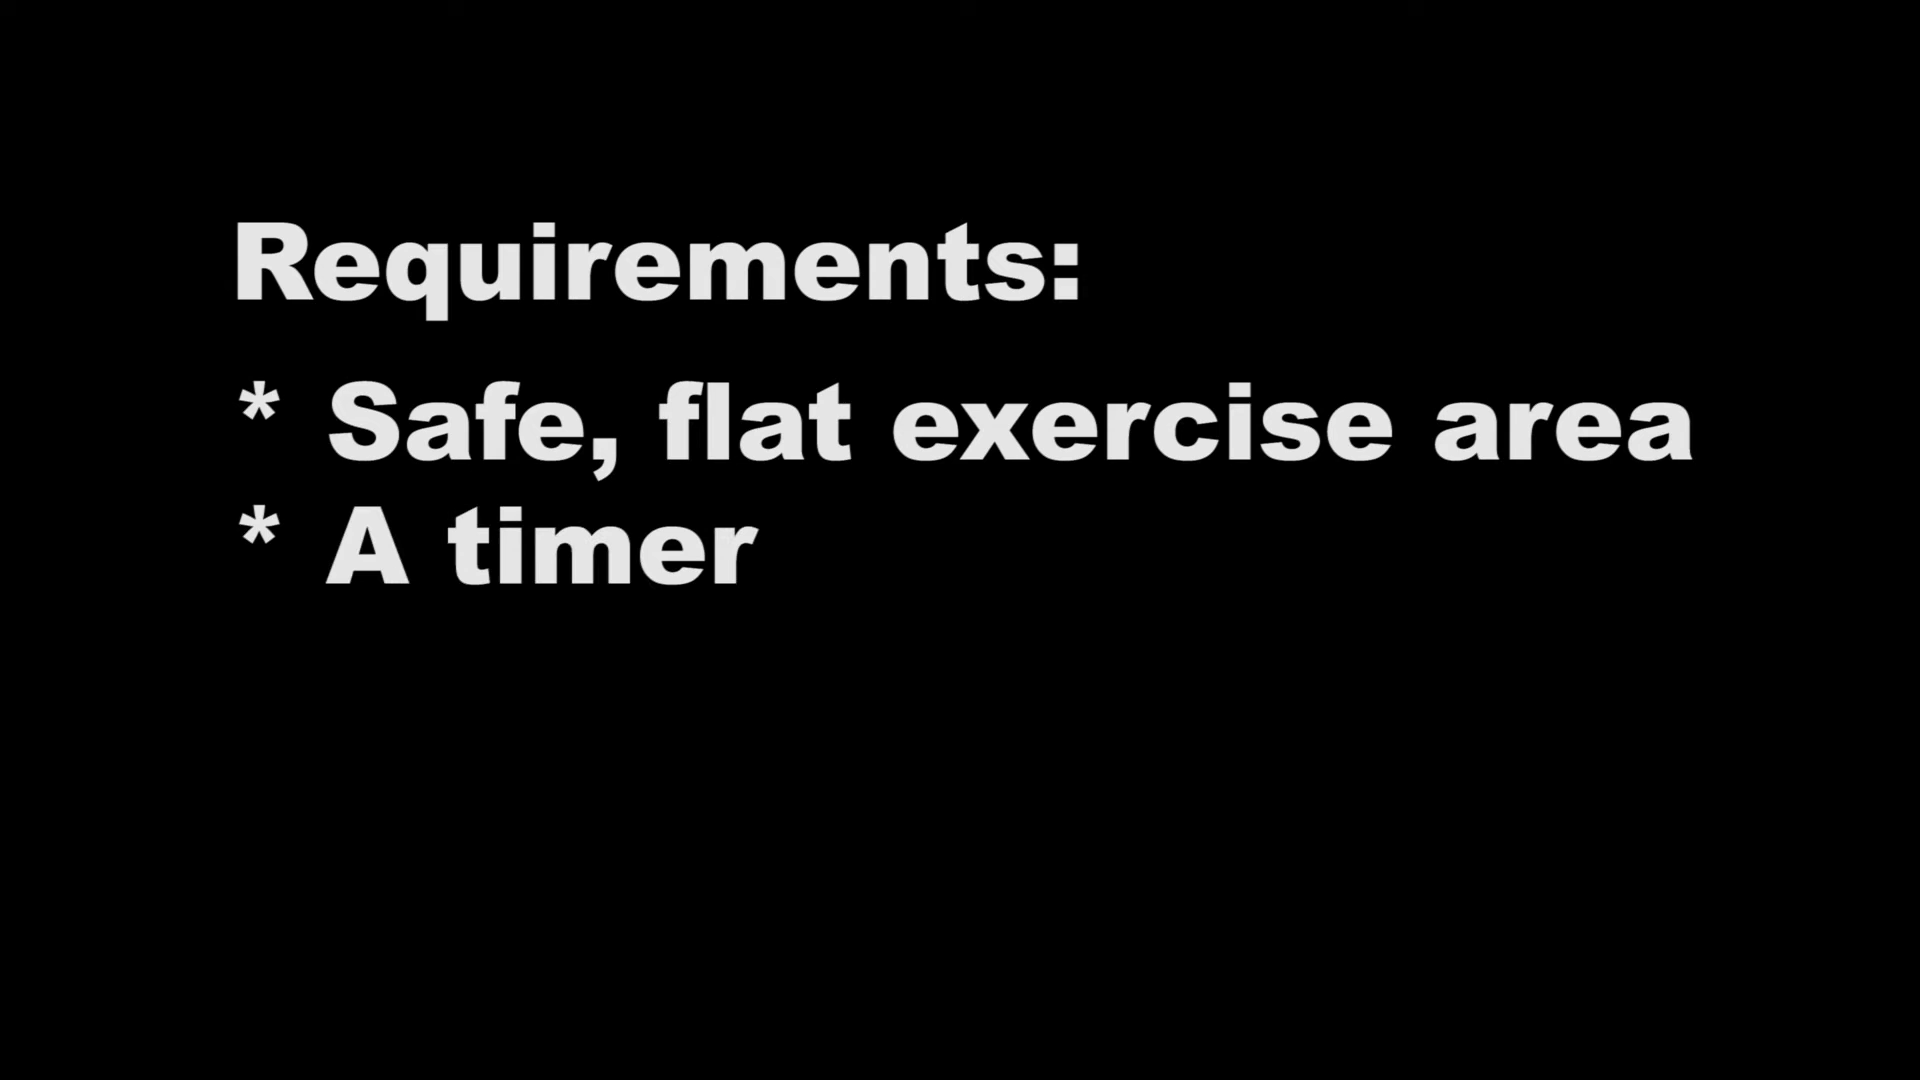 Requirements:
* Safe, flat exercise area
* A timer